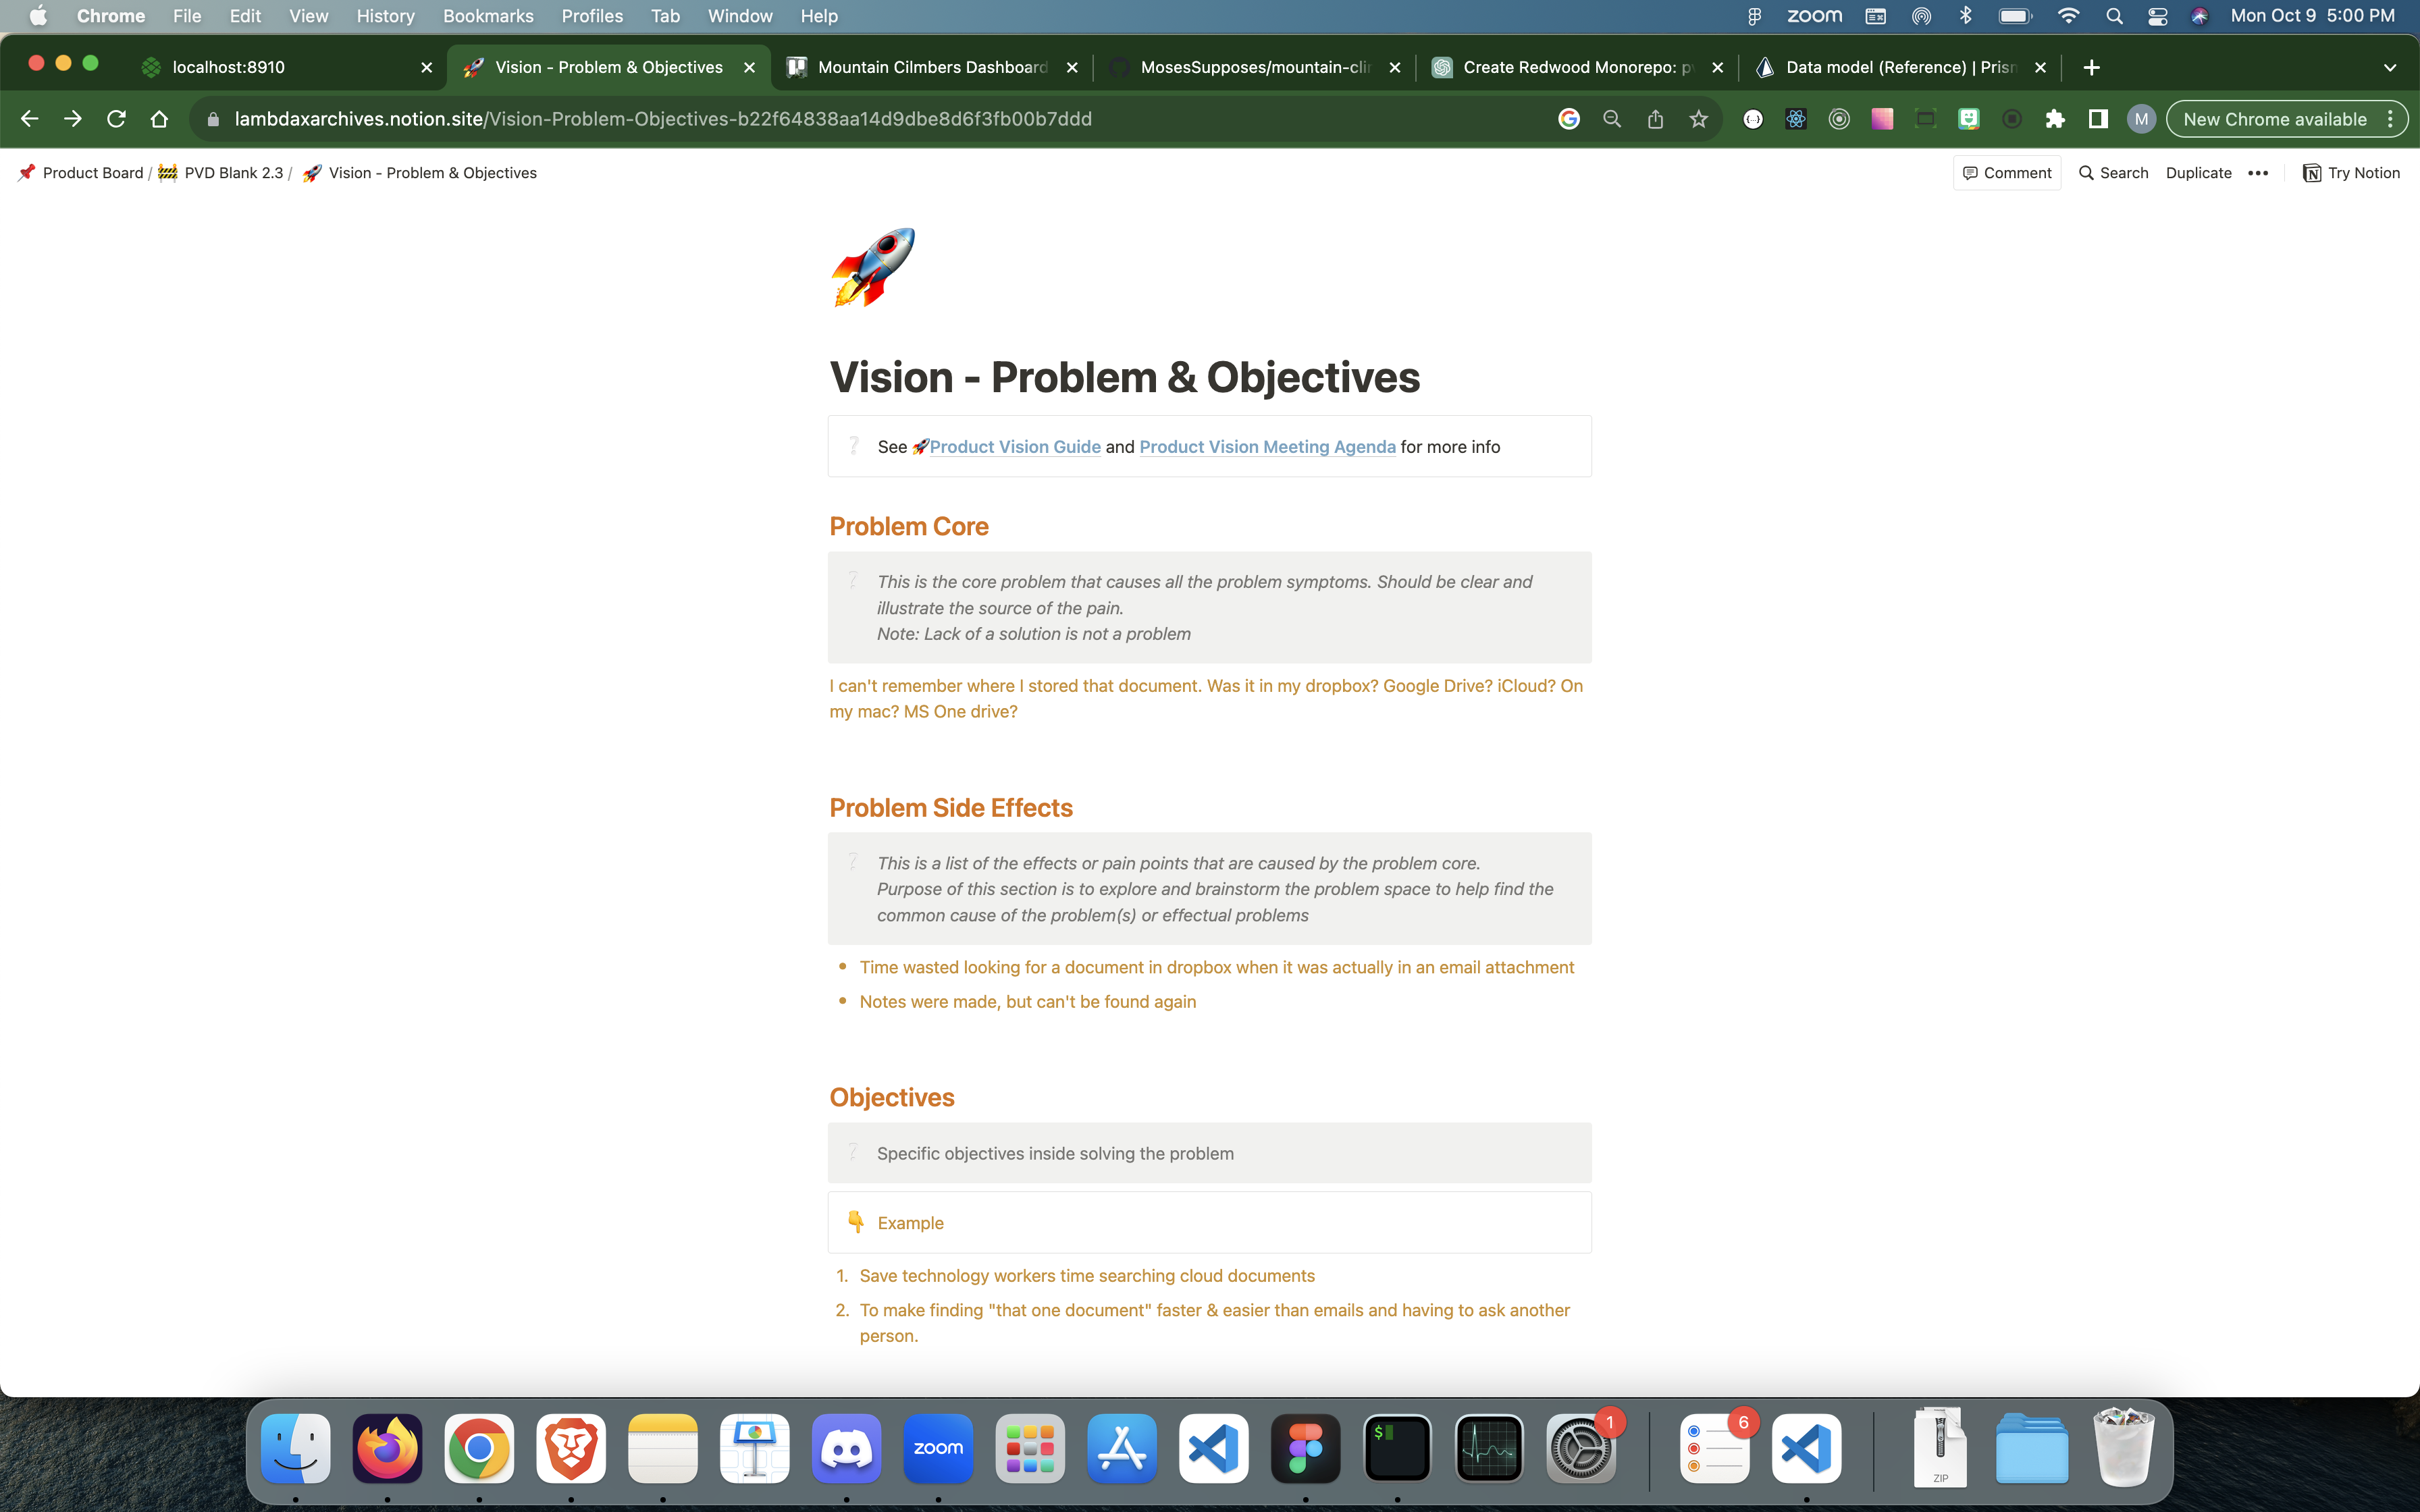 Chrome File Edit View History Bookmarks Profiles Tab Window Help zoom Mon Oct 9 5:00 PM
localhost:8910 Vision - Problem & Objectives Mountain Cilmbers Dashboard MosesSupposes/mountain-clim Create Redwood Monorepo: Data model (Reference) |
lambdaxarchives.notion.site/Vision-Problem-Objectives-b22f64838aa14d9dbe8d6f3fb00b7ddd M New Chrome available
Product Board / PVD Blank 2.3 / Vision - Problem & Objectives Comment Search Duplicate Try Notion
Vision - Problem & Objectives
See Product Vision Guide and Product Vision Meeting Agenda for more info
Problem Core
This is the core problem that causes all the problem symptoms. Should be clear and
illustrate the source of the pain.
Note: Lack of a solution is not a problem
I can't remember where I stored that document. Was it in my dropbox? Google Drive? iCloud? On
my mac? MS One drive?
Problem Side Effects
This is a list of the effects or pain points that are caused by the problem core.
Purpose of this section is to explore and brainstorm the problem space to help find the
common cause of the problem(s) or effectual problems
• Time wasted looking for a document in dropbox when it was actually in an email attachment
• Notes were made, but can't be found again
Objectives
Specific objectives inside solving the problem
Example
1. Save technology workers time searching cloud documents
2. To make finding "that one document" faster & easier than emails and having to ask another
person.
zoom $ 1 6 ZIP